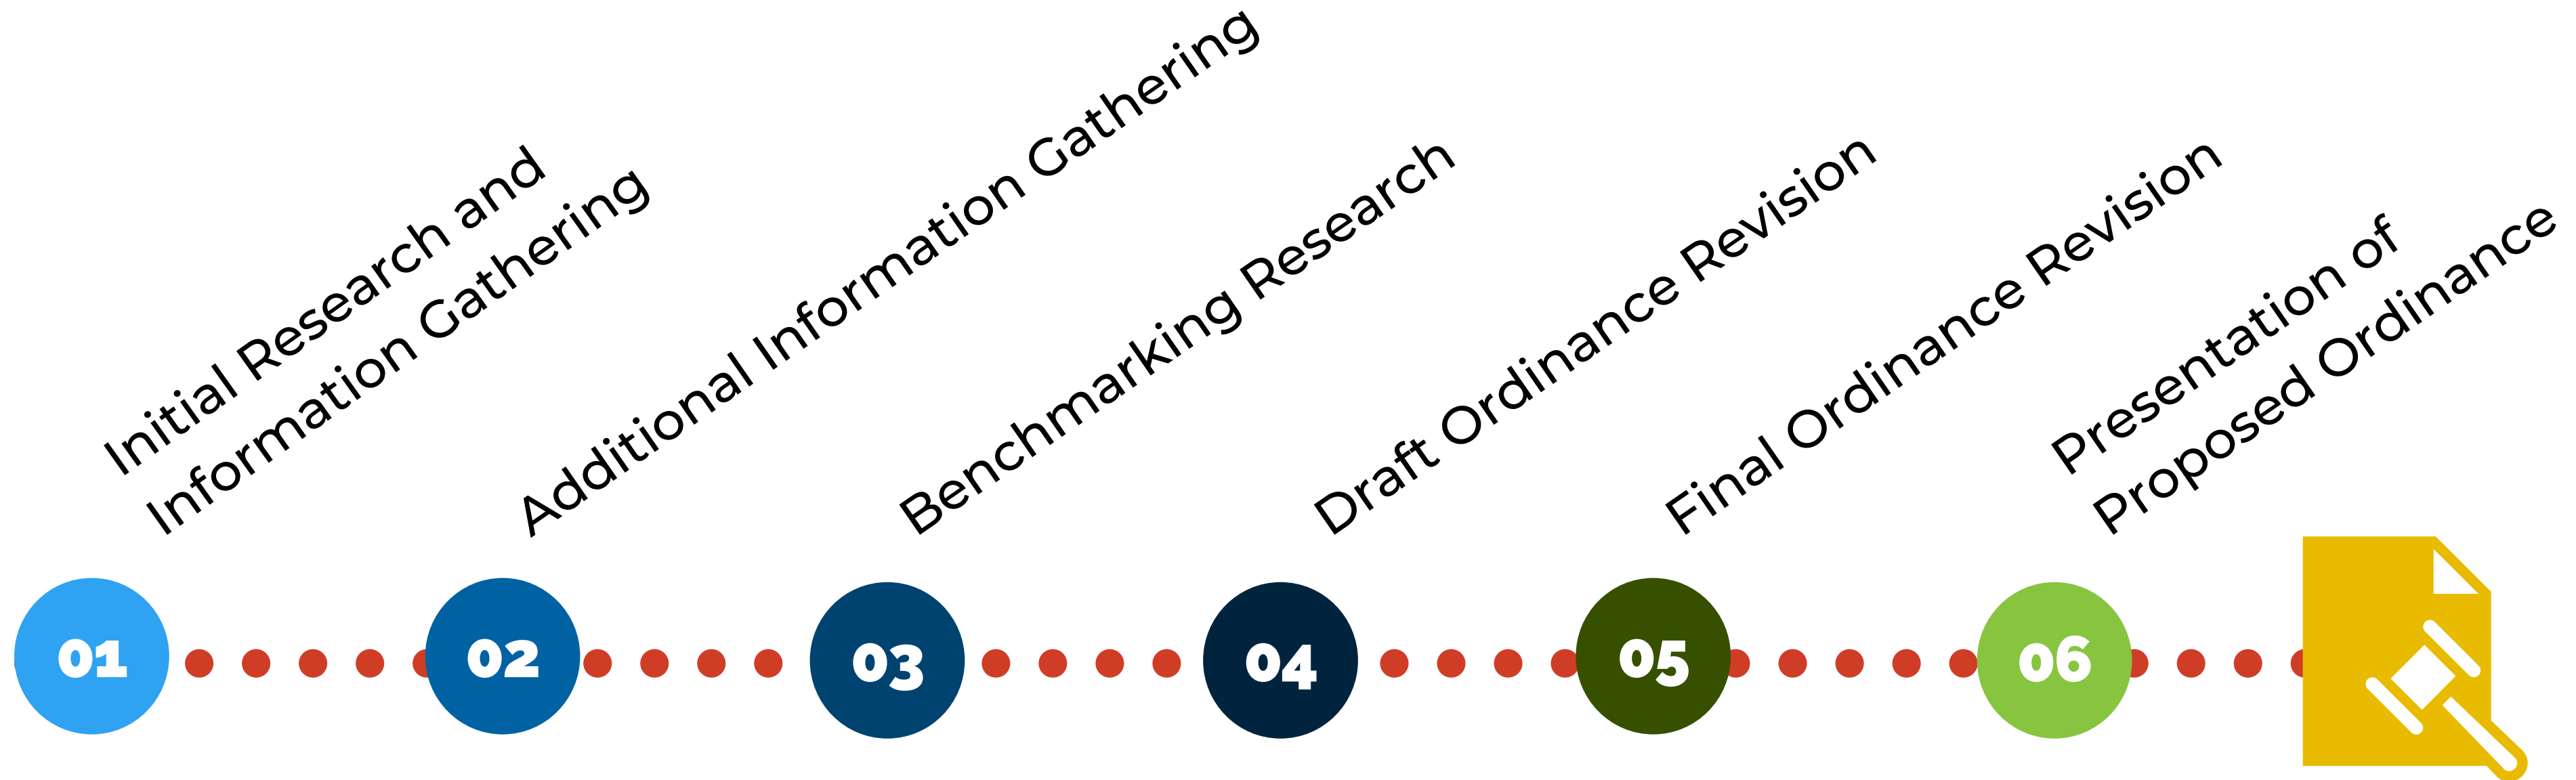 Initial Research and
Information Gathering
Additional Information Gathering
Benchmarking Research
Draft Ordinance Revision
Final Ordinance Revision
Presentation of
Proposed Ordinance
01
02
03
04
05
06